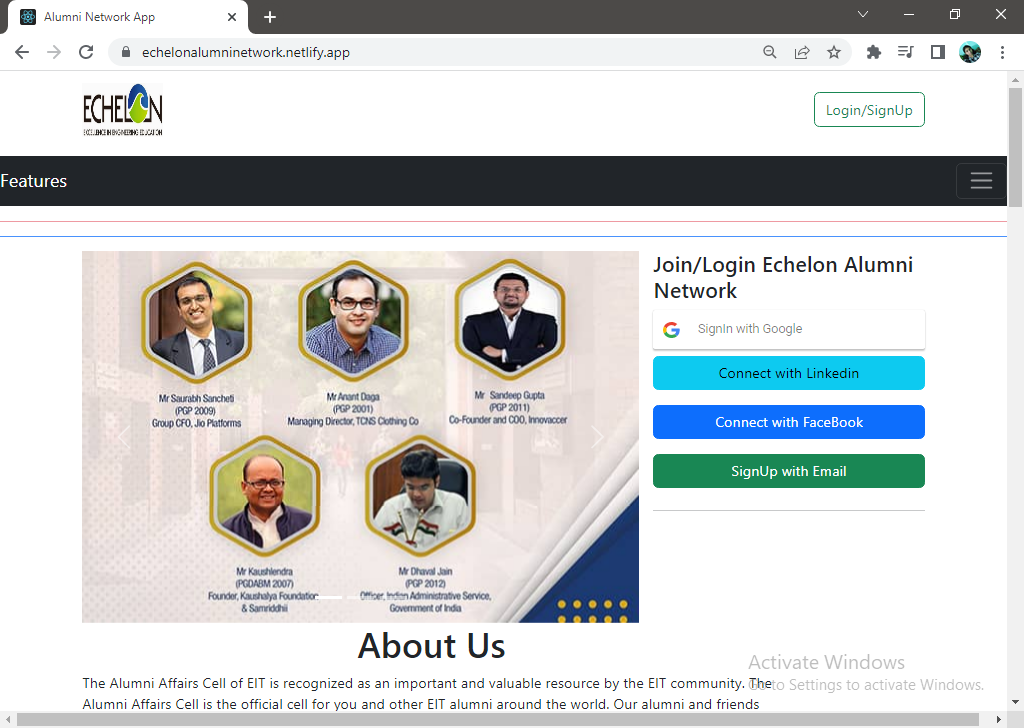 Alumni Network App
echelonalumninetwork.netlify.app
ECHELON
EXCELLENCE IN ENGINEERING EDUCATION
Login/SignUp
Features
Mr Saurabh Sancheti
(PGP 2009)
Group CFO, Jio Platforms
Mr Anant Daga
(PGP 2001)
Managing Director, TCNS Clothing Co
Mr Sandeep Gupta
(PGP 2011)
Co-Founder and COO, Innovaccer
Mr Kaushlendra
(PGDABM 2007)
Founder, Kaushalya Foundation
& Samriddhii
Mr Dhaval Jain
(PGP 2012)
Officer, Indian Administrative Service,
Government of India
Join/Login Echelon Alumni
Network
SignIn with Google
Connect with Linkedin
Connect with FaceBook
SignUp with Email
About Us
The Alumni Affairs Cell of EIT is recognized as an important and valuable resource by the EIT community. The
Alumni Affairs Cell is the official cell for you and other EIT alumni around the world. Our alumni and friends
Activate Windows
Go to Settings to activate Windows.